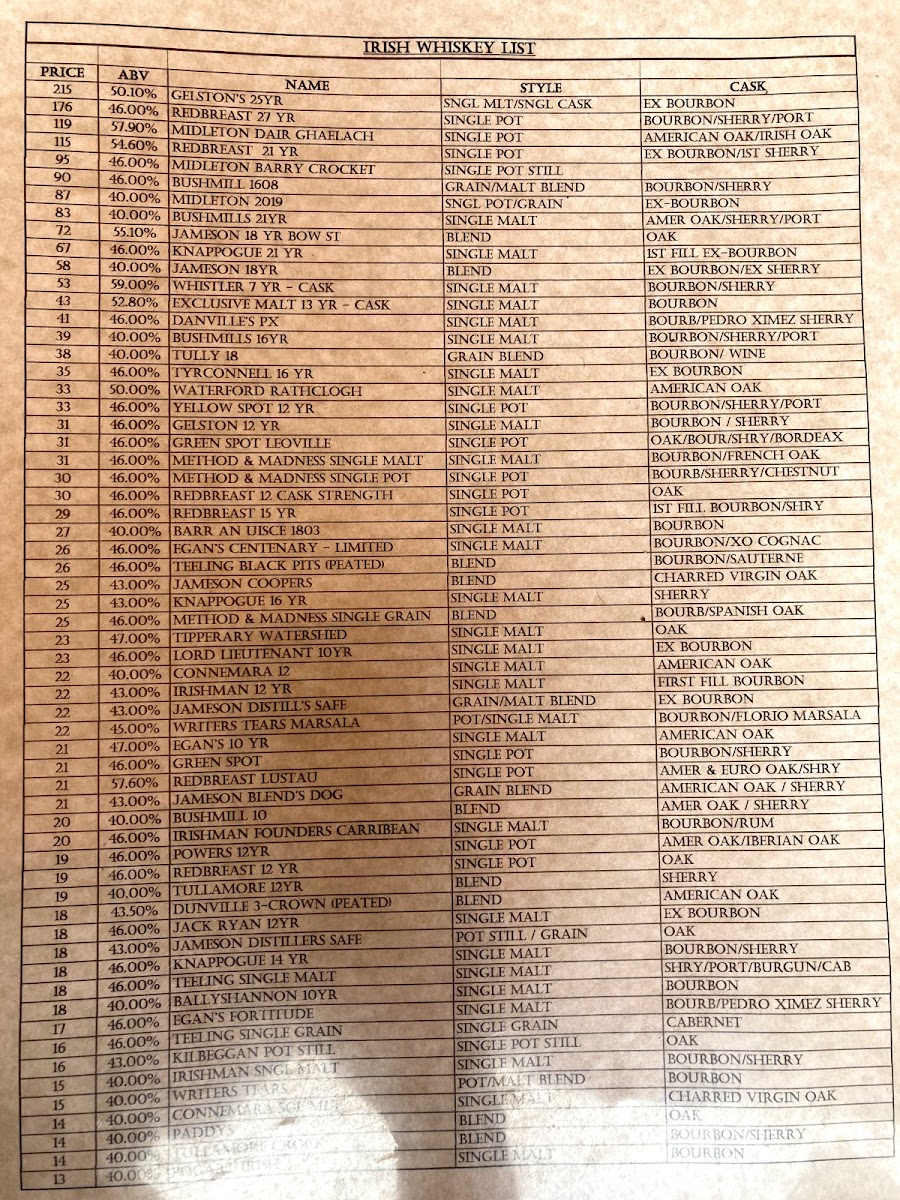 IRISH WHISKEY LIST
PRICE ABV NAME STYLE CASK
215 50.10% GELSTON'S 25YR SNGL MLT/SNGL CASK EX BOURBON
176 46.00% REDBREAST 27 YR SINGLE POT BOURBON/SHERRY/PORT
119 57.90% MIDLETON DAIR GHAELACH SINGLE POT AMERICAN OAK/IRISH OAK
115 54.60% REDBREAST 21 YR SINGLE POT EX BOURBON/1ST SHERRY
95 46.00% MIDLETON BARRY CROCKET SINGLE POT STILL
90 46.00% BUSHMILL 1608 GRAIN/MALT BLEND BOURBON/SHERRY
87 40.00% MIDLETON 2019 SNGL POT/GRAIN EX-BOURBON
83 40.00% BUSHMILLS 21YR SINGLE MALT AMER OAK/SHERRY/PORT
72 55.10% JAMESON 18 YR BOW ST BLEND OAK
67 46.00% KNAPPOGUE 21 YR SINGLE MALT 1ST FILL EX-BOURBON
58 40.00% JAMESON 18YR BLEND EX BOURBON/EX SHERRY
53 59.00% WHISTLER 7 YR - CASK SINGLE MALT BOURBON/SHERRY
43 52.80% EXCLUSIVE MALT 13 YR - CASK SINGLE MALT BOURBON
41 46.00% DANVILLE'S PX SINGLE MALT BOURB/PEDRO XIMEZ SHERRY
39 40.00% BUSHMILLS 16YR SINGLE MALT BOURBON/SHERRY/PORT
38 40.00% TULLY 18 GRAIN BLEND BOURBON/ WINE
35 46.00% TYRCONNELL 16 YR SINGLE MALT EX BOURBON
33 50.00% WATERFORD RATHCLOGH SINGLE MALT AMERICAN OAK
33 46.00% YELLOW SPOT 12 YR SINGLE POT BOURBON/SHERRY/PORT
31 46.00% GELSTON 12 YR SINGLE MALT BOURBON / SHERRY
31 46.00% GREEN SPOT LEOVILLE SINGLE POT OAK/BOUR/SHRY/BORDEAX
31 46.00% METHOD & MADNESS SINGLE MALT SINGLE MALT BOURBON/FRENCH OAK
30 46.00% METHOD & MADNESS SINGLE POT SINGLE POT BOURB/SHERRY/CHESTNUT
30 46.00% REDBREAST 12 CASK STRENGTH SINGLE POT OAK
29 46.00% REDBREAST 15 YR SINGLE POT 1ST FILL BOURBON/SHRY
27 40.00% BARR AN UISCE 1803 SINGLE MALT BOURBON
26 46.00% EGAN'S CENTENARY - LIMITED SINGLE MALT BOURBON/XO COGNAC
26 46.00% TEELING BLACK PITS (PEATED) BLEND BOURBON/SAUTERNE
25 43.00% JAMESON COOPERS BLEND CHARRED VIRGIN OAK
25 43.00% KNAPPOGUE 16 YR SINGLE MALT SHERRY
25 46.00% METHOD & MADNESS SINGLE GRAIN BLEND BOURB/SPANISH OAK
23 47.00% TIPPERARY WATERSHED SINGLE MALT OAK
23 46.00% LORD LIEUTENANT 10YR SINGLE MALT EX BOURBON
22 40.00% CONNEMARA 12 SINGLE MALT AMERICAN OAK
22 43.00% IRISHMAN 12 YR SINGLE MALT FIRST FILL BOURBON
22 43.00% JAMESON DISTILL'S SAFE GRAIN/MALT BLEND EX BOURBON
22 45.00% WRITERS TEARS MARSALA POT/SINGLE MALT BOURBON/FLORIO MARSALA
21 47.00% EGAN'S 10 YR SINGLE MALT AMERICAN OAK
21 46.00% GREEN SPOT SINGLE POT BOURBON/SHERRY
21 57.60% REDBREAST LUSTAU SINGLE POT AMER & EURO OAK/SHRY
21 43.00% JAMESON BLEND'S DOG GRAIN BLEND AMERICAN OAK / SHERRY
20 40.00% BUSHMILL 10 BLEND AMER OAK / SHERRY
20 46.00% IRISHMAN FOUNDERS CARRIBEAN SINGLE MALT BOURBON/RUM
19 46.00% POWERS 12YR SINGLE POT AMER OAK/IBERIAN OAK
19 46.00% REDBREAST 12 YR SINGLE POT OAK
19 40.00% TULLAMORE 12YR BLEND SHERRY
18 43.50% DUNVILLE 3-CROWN (PEATED) BLEND AMERICAN OAK
18 46.00% JACK RYAN 12YR SINGLE MALT EX BOURBON
18 43.00% JAMESON DISTILLERS SAFE POT STILL / GRAIN OAK
18 46.00% KNAPPOGUE 14 YR SINGLE MALT BOURBON/SHERRY
18 46.00% TEELING SINGLE MALT SINGLE MALT SHRY/PORT/BURGUN/CAB
18 40.00% BALLYSHANNON 10YR SINGLE MALT BOURBON
17 46.00% EGAN'S FORTITUDE SINGLE MALT BOURB/PEDRO XIMEZ SHERRY
16 46.00% TEELING SINGLE GRAIN SINGLE GRAIN CABERNET
16 43.00% KILBEGGAN POT STILL SINGLE POT STILL OAK
15 40.00% IRISHMAN SNGL MALT SINGLE MALT BOURBON/SHERRY
15 40.00% WRITERS TEARS POT/MALT BLEND BOURBON
14 40.00% CONNEMARA SINGLE MALT CHARRED VIRGIN OAK
14 40.00% PADDYS BLEND OAK
14 40.00% TULLAMORE CROCK BLEND BOURBON/SHERRY
13 40.00% SINGLE MALT BOURBON